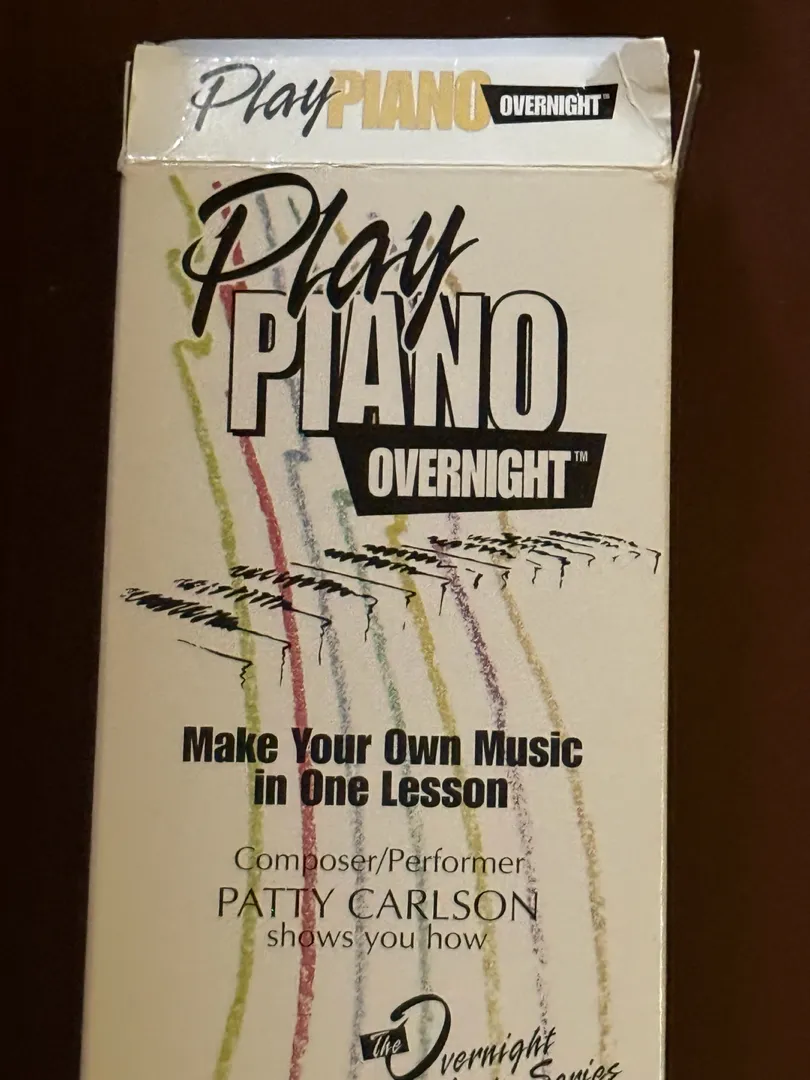 Play PIANO OVERNIGHT™
Play
PIANO
OVERNIGHT™
Make Your Own Music
in One Lesson
Composer/Performer
PATTY CARLSON
shows you how
The Overnight
Series